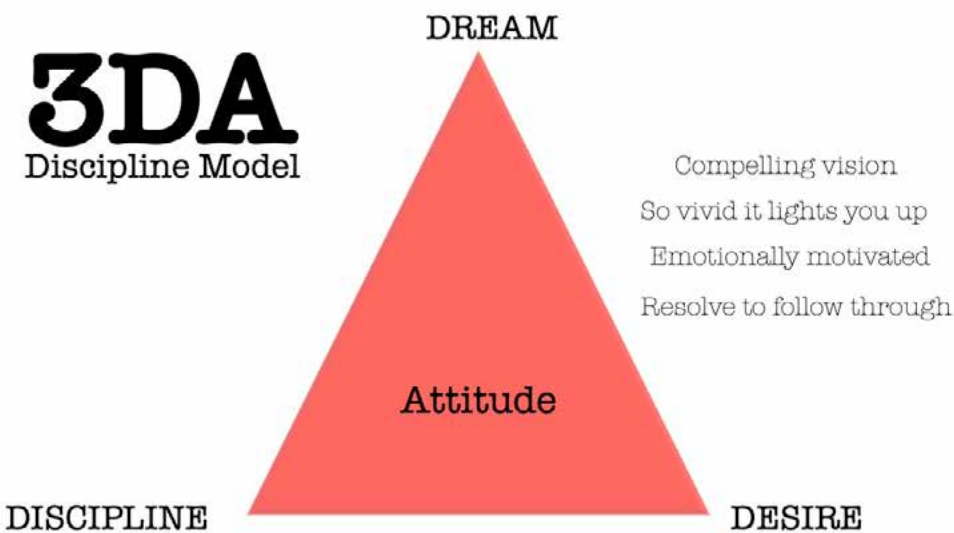 DREAM
3DA
Discipline Model
Compelling vision
So vivid it lights you up
Emotionally motivated
Resolve to follow through
Attitude
DISCIPLINE
DESIRE